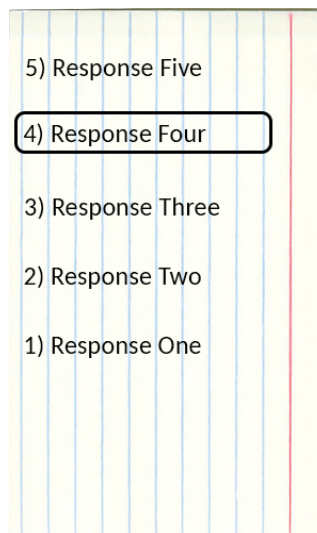 5) Response Five
4) Response Four
3) Response Three
2) Response Two
1) Response One